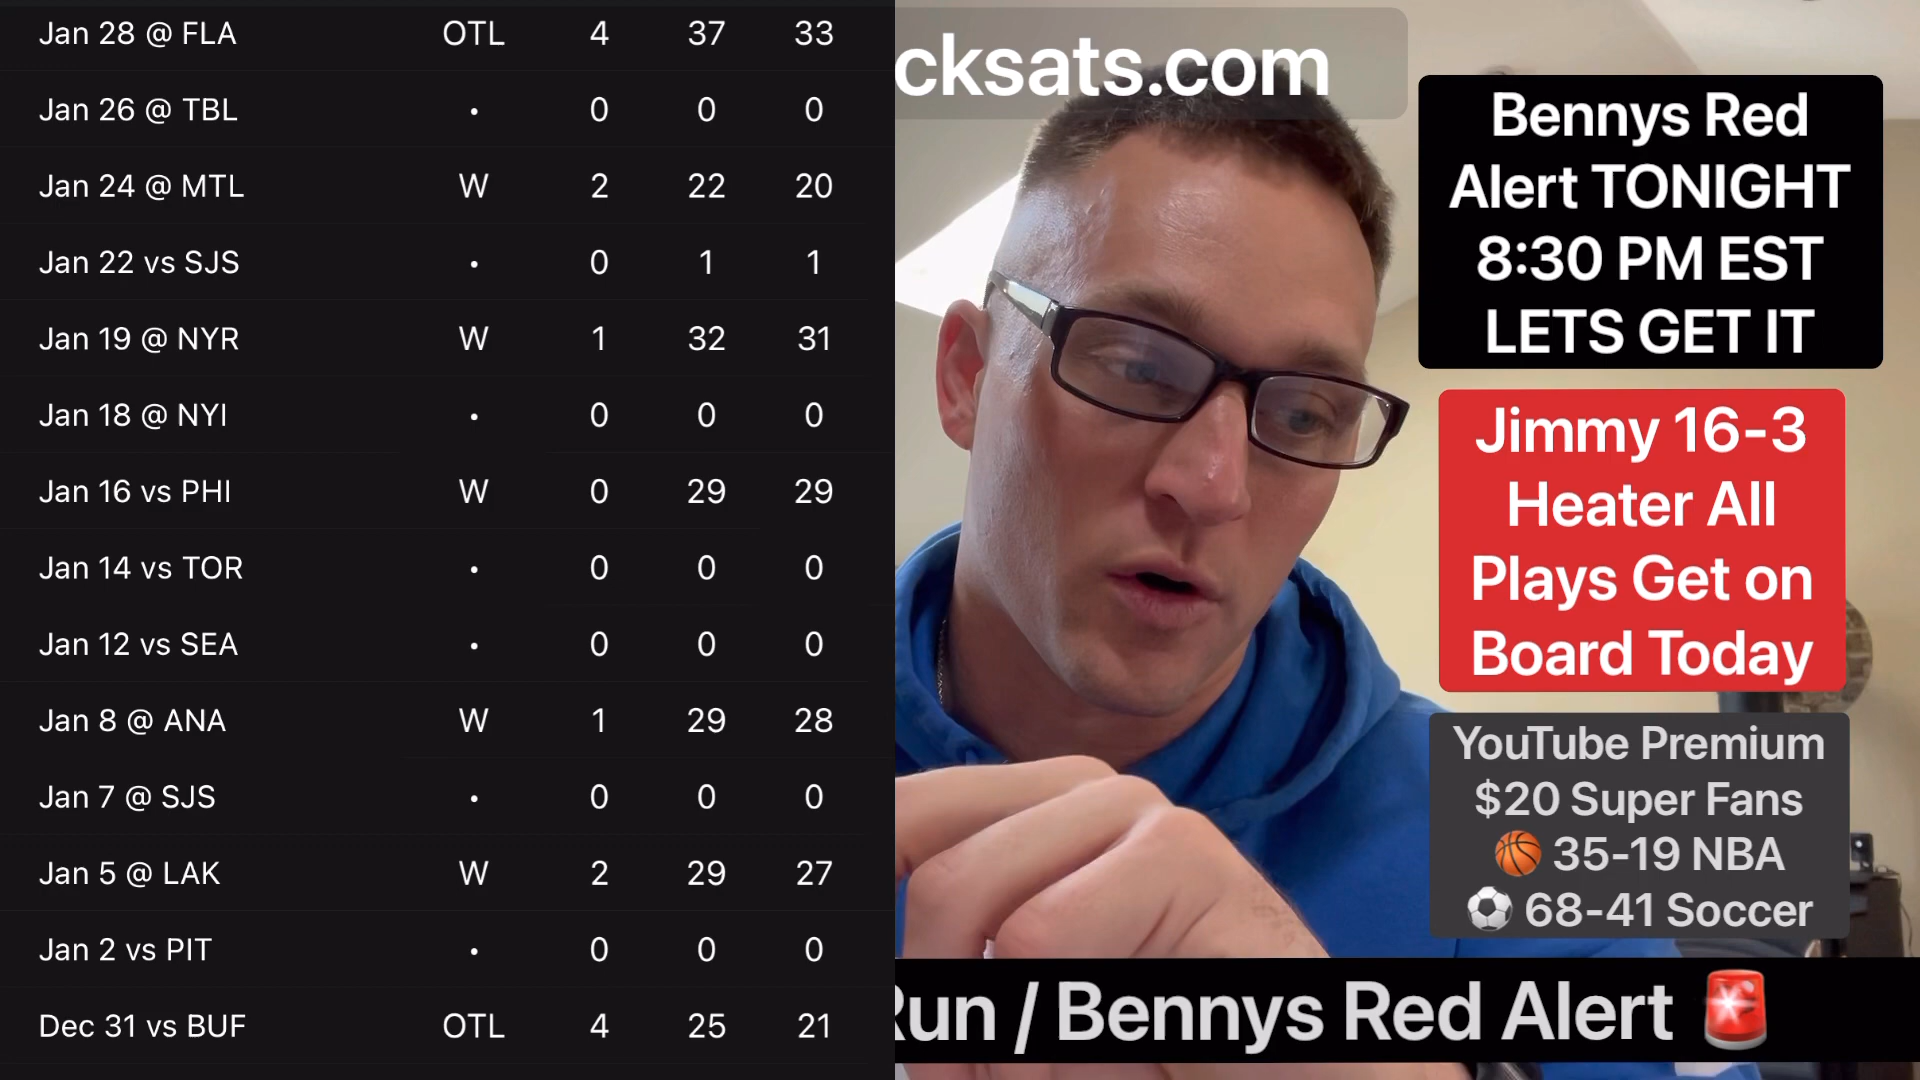 Jan 28 @ FLA OTL 4 37 33
Jan 26 @ TBL • 0 0 0
Jan 24 @ MTL W 2 22 20
Jan 22 vs SJS • 0 1 1
Jan 19 @ NYR W 1 32 31
Jan 18 @ NYI • 0 0 0
Jan 16 vs PHI W 0 29 29
Jan 14 vs TOR • 0 0 0
Jan 12 vs SEA • 0 0 0
Jan 8 @ ANA W 1 29 28
Jan 7 @ SJS • 0 0 0
Jan 5 @ LAK W 2 29 27
Jan 2 vs PIT • 0 0 0
Dec 31 vs BUF OTL 4 25 21
cksats.com
Bennys Red
Alert TONIGHT
8:30 PM EST
LETS GET IT
Jimmy 16-3
Heater All
Plays Get on
Board Today
YouTube Premium
$20 Super Fans
🏀 35-19 NBA
⚽ 68-41 Soccer
Run / Bennys Red Alert 🚨